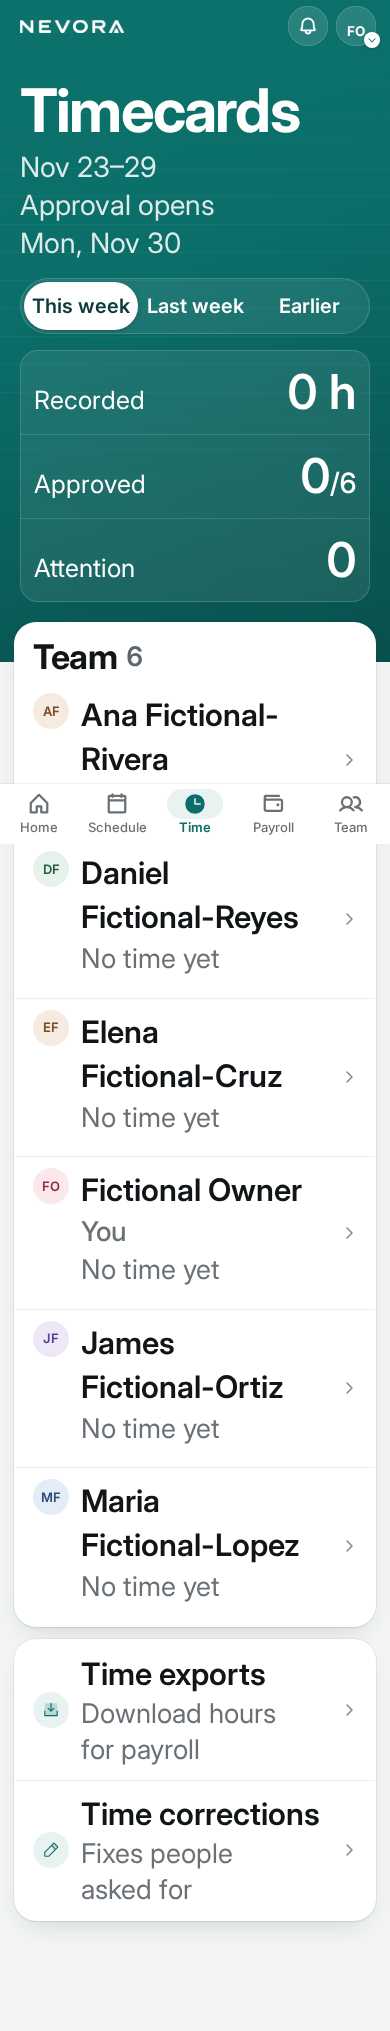 NEVORA
FO
Timecards
Nov 23–29
Approval opens
Mon, Nov 30
This week
Last week
Earlier
Recorded
0 h
Approved
0/6
Attention
0
Team 6
AF
Ana Fictional-
Rivera
Home
Schedule
Time
Payroll
Team
DF
Daniel
Fictional-Reyes
No time yet
EF
Elena
Fictional-Cruz
No time yet
FO
Fictional Owner
You
No time yet
JF
James
Fictional-Ortiz
No time yet
MF
Maria
Fictional-Lopez
No time yet
Time exports
Download hours
for payroll
Time corrections
Fixes people
asked for